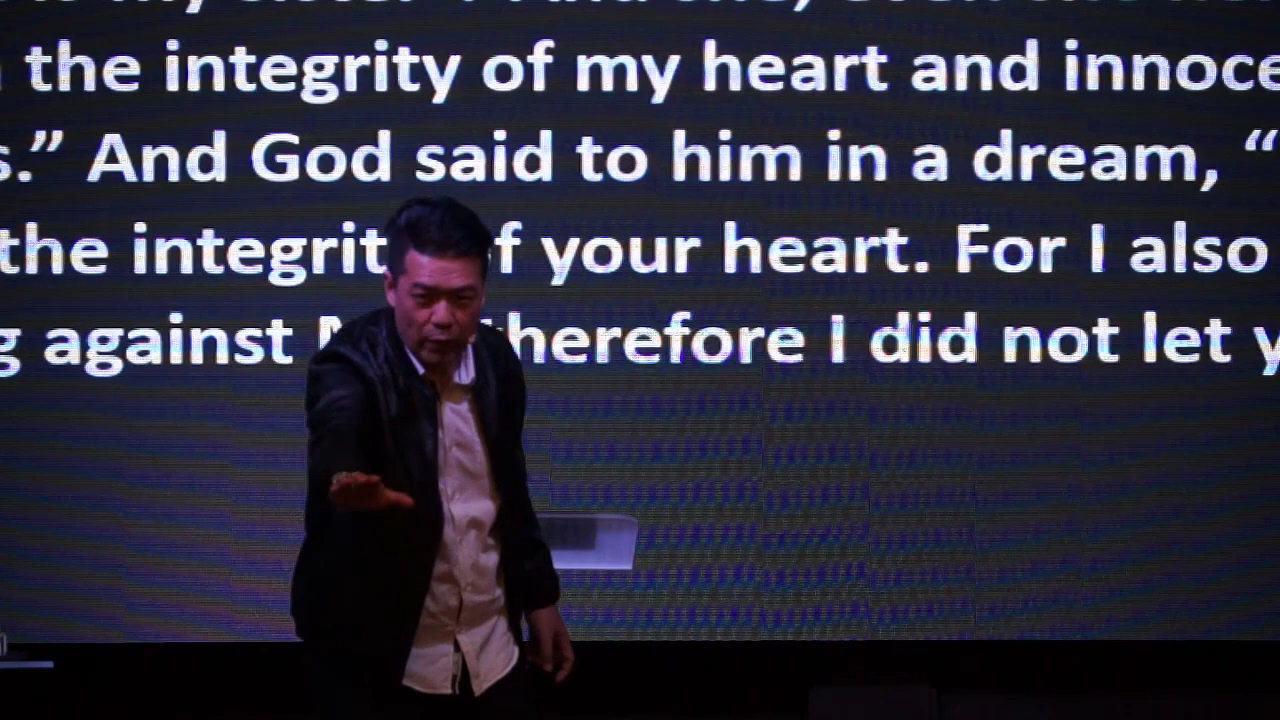 the integrity of my heart and innoce
s.” And God said to him in a dream, “
the integrit f your heart. For I also
g against therefore I did not let y